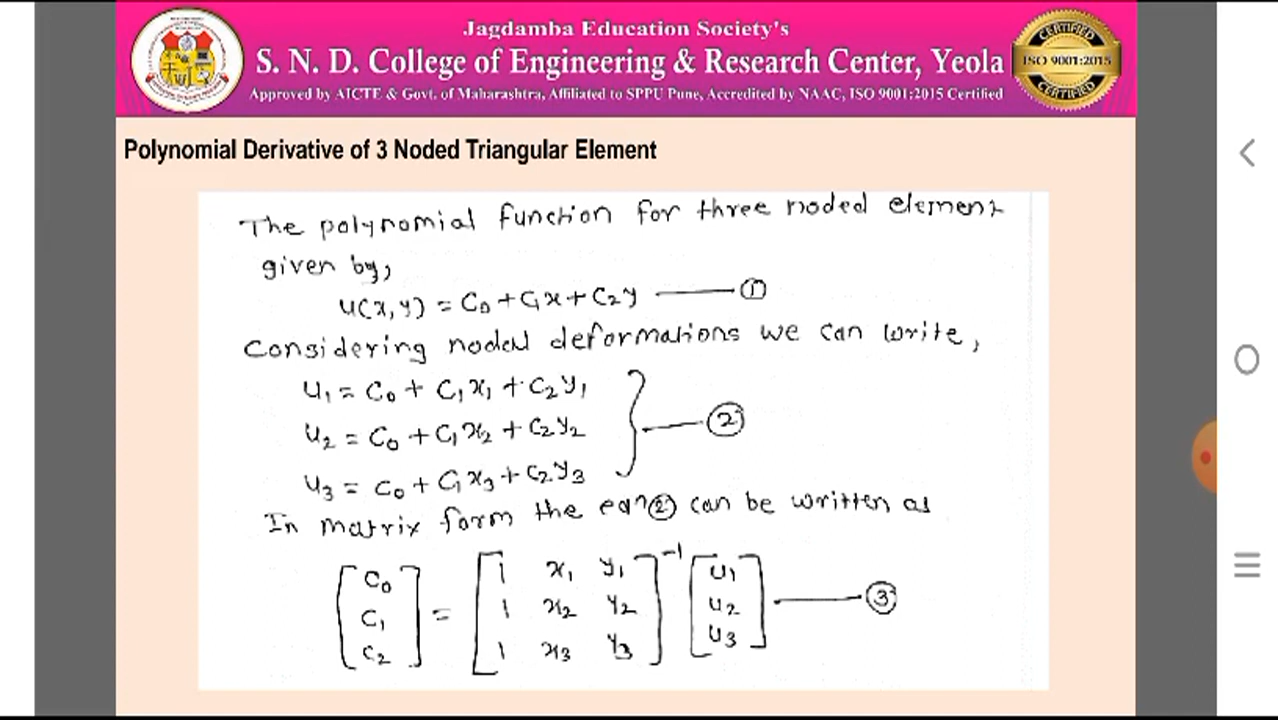 Jagdamba Education Society's
S. N. D. College of Engineering & Research Center, Yeola
Approved by AICTE & Govt. of Maharashtra, Affiliated to SPPU Pune, Accredited by NAAC, ISO 9001:2015 Certified
CERTIFIED
ISO 9001:2015
CERTIFIED
Polynomial Derivative of 3 Noded Triangular Element
The polynomial function for three noded element
given by,
u(x,y) = C₀ + C₁x + C₂y —— ①
Considering nodal deformations we can write,
u₁ = C₀ + C₁x₁ + C₂y₁
u₂ = C₀ + C₁x₂ + C₂y₂ } —— ②
u₃ = C₀ + C₁x₃ + C₂y₃
In matrix form the eqn② can be written as
[C₀] = [1 x₁ y₁]⁻¹ [u₁]
[C₁] [1 x₂ y₂] [u₂] —— ③
[C₂] [1 x₃ y₃] [u₃]